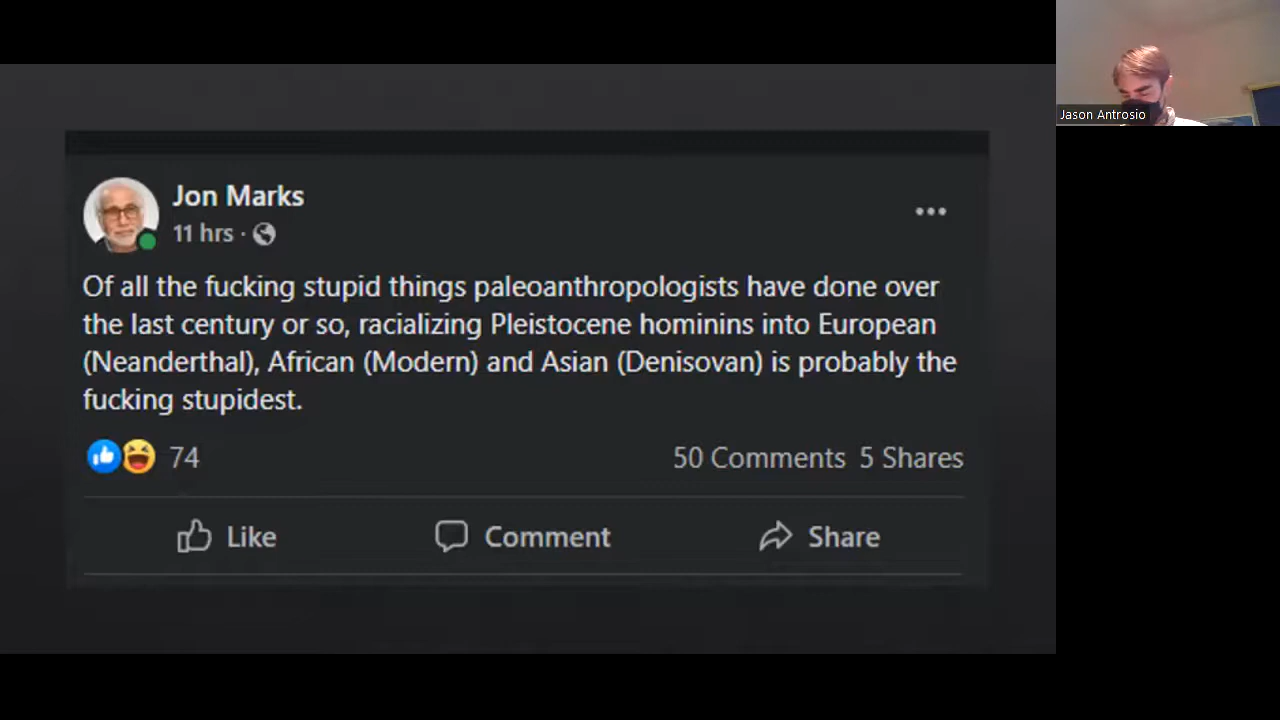 Jon Marks
11 hrs ·
Of all the fucking stupid things paleoanthropologists have done over
the last century or so, racializing Pleistocene hominins into European
(Neanderthal), African (Modern) and Asian (Denisovan) is probably the
fucking stupidest.
74
50 Comments 5 Shares
Like
Comment
Share
Jason Antrosio